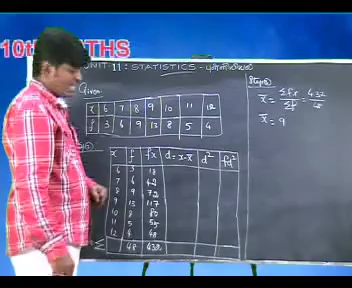 10th MATHS
UNIT-11: STATISTICS - புள்ளியியல்
Given:
x 6 7 8 9 10 11 12
f 3 6 9 13 8 5 4
x f fx d = x-x̄ d² fd²
6 3 18
7 6 42
8 9 72
9 13 117
10 8 80
11 5 55
12 4 48
Σ 48 432
x̄ = Σfx/Σf = 432/48
x̄ = 9